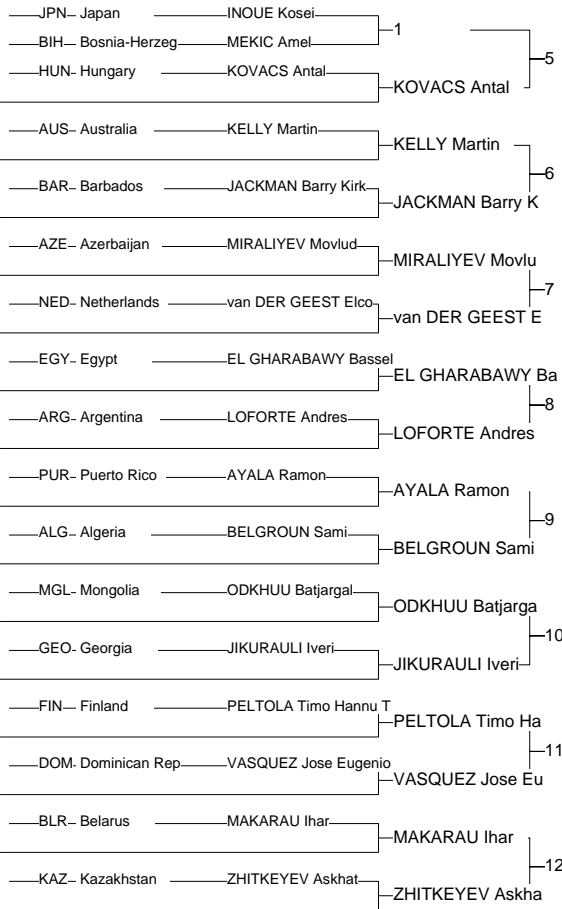 JPN Japan INOUE Kosei
1
BIH Bosnia-Herzeg MEKIC Amel
5
HUN Hungary KOVACS Antal
KOVACS Antal
AUS Australia KELLY Martin
KELLY Martin
6
BAR Barbados JACKMAN Barry Kirk
JACKMAN Barry K
AZE Azerbaijan MIRALIYEV Movlud
MIRALIYEV Movlu
7
NED Netherlands van DER GEEST Elco
van DER GEEST E
EGY Egypt EL GHARABAWY Bassel
EL GHARABAWY Ba
8
ARG Argentina LOFORTE Andres
LOFORTE Andres
PUR Puerto Rico AYALA Ramon
AYALA Ramon
9
ALG Algeria BELGROUN Sami
BELGROUN Sami
MGL Mongolia ODKHUU Batjargal
ODKHUU Batjarga
10
GEO Georgia JIKURAULI Iveri
JIKURAULI Iveri
FIN Finland PELTOLA Timo Hannu T
PELTOLA Timo Ha
11
DOM Dominican Rep VASQUEZ Jose Eugenio
VASQUEZ Jose Eu
BLR Belarus MAKARAU Ihar
MAKARAU Ihar
12
KAZ Kazakhstan ZHITKEYEV Askhat
ZHITKEYEV Askha